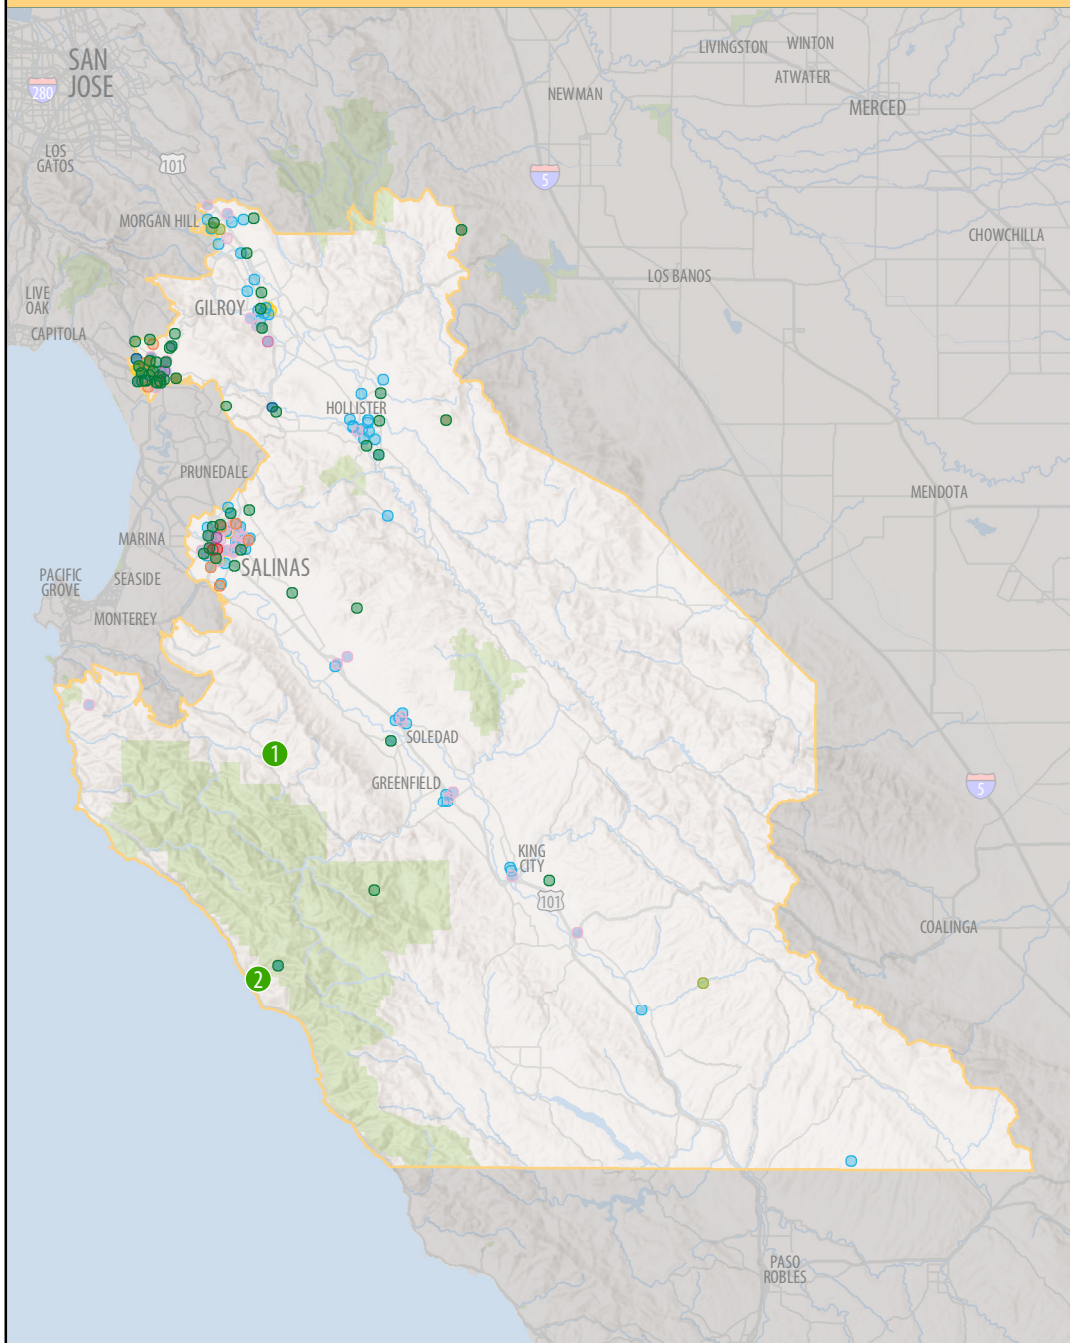 SAN
JOSE
280
LOS
GATOS
101
LIVINGSTON
WINTON
ATWATER
NEWMAN
MERCED
5
MORGAN HILL
CHOWCHILLA
LOS BANOS
LIVE
OAK
GILROY
CAPITOLA
HOLLISTER
PRUNEDALE
MENDOTA
MARINA
SALINAS
PACIFIC
GROVE
SEASIDE
MONTEREY
SOLEDAD
1
GREENFIELD
5
KING
CITY
101
COALINGA
2
PASO
ROBLES